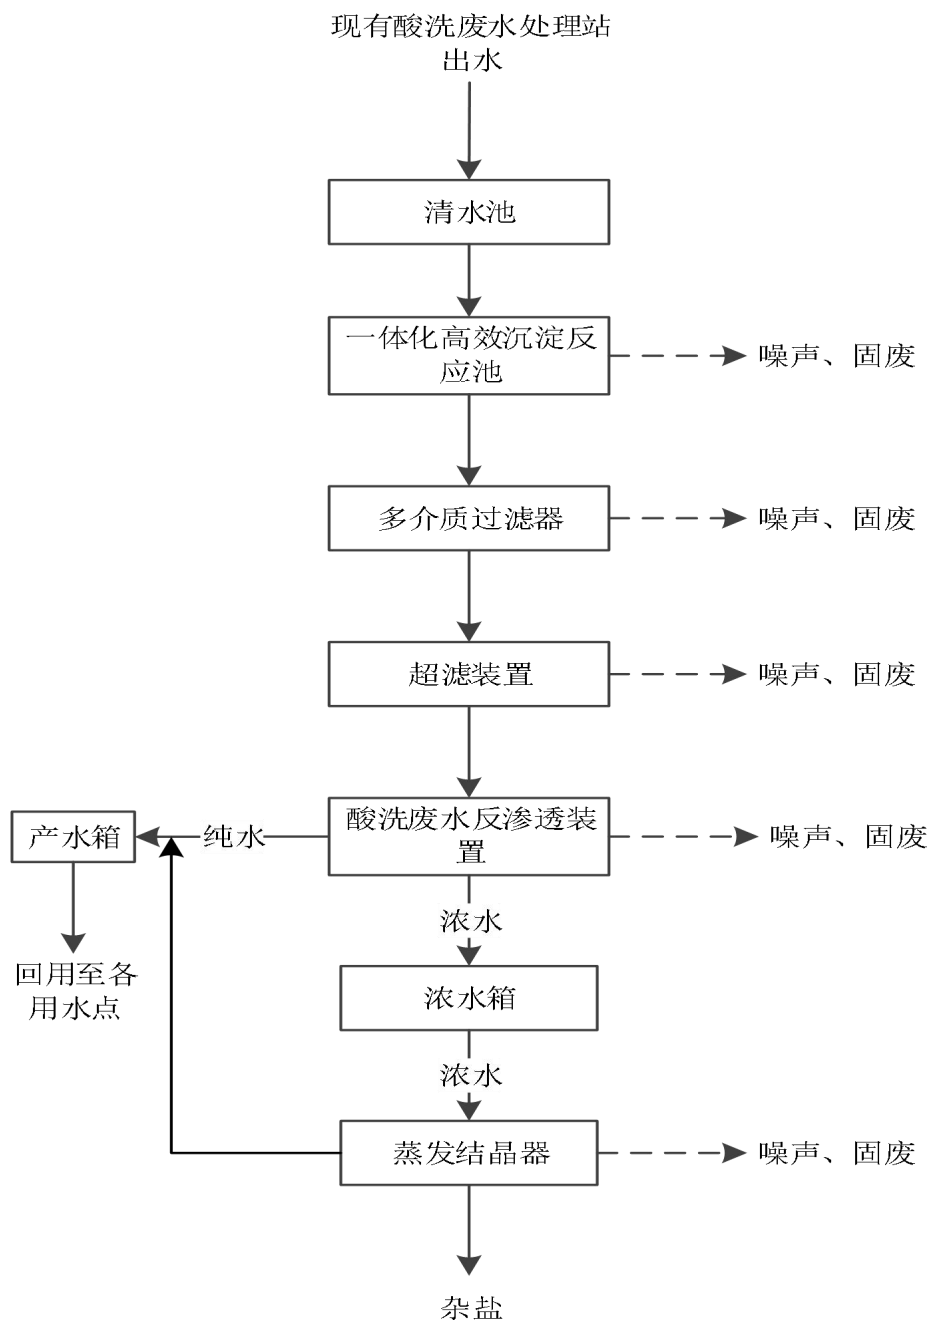 现有酸洗废水处理站
出水
清水池
一体化高效沉淀反
应池
噪声、固废
多介质过滤器
噪声、固废
超滤装置
噪声、固废
产水箱
纯水
酸洗废水反渗透装
置
噪声、固废
浓水
回用至各
用水点
浓水箱
浓水
蒸发结晶器
噪声、固废
杂盐